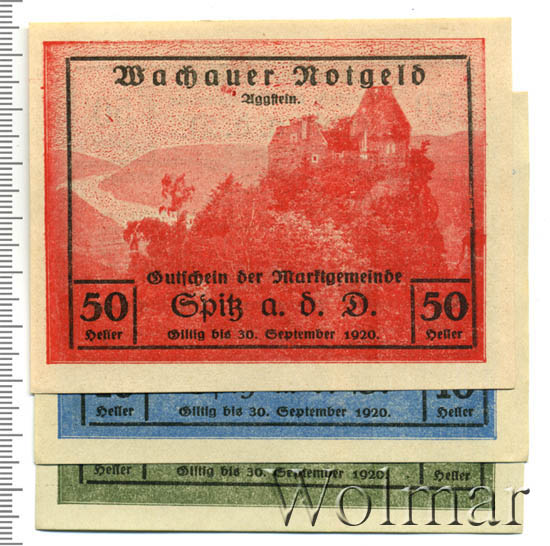 Wachauer Notgeld
Aggstein.
Gutschein der Marktgemeinde
50 Spitz a. d. D. 50
Heller Giltig bis 30. September 1920. Heller
10
Heller Giltig bis 30. September 1920. Heller
Heller Giltig bis 30. September 1920. Heller
Wolmar